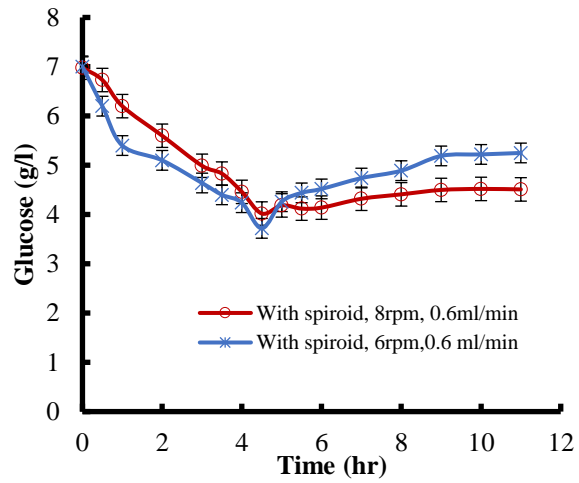 8
7
6
5
4
3
2
1
0
Glucose (g/l)
With spiroid, 8rpm, 0.6ml/min
With spiroid, 6rpm,0.6 ml/min
0 2 4 6 8 10 12
Time (hr)